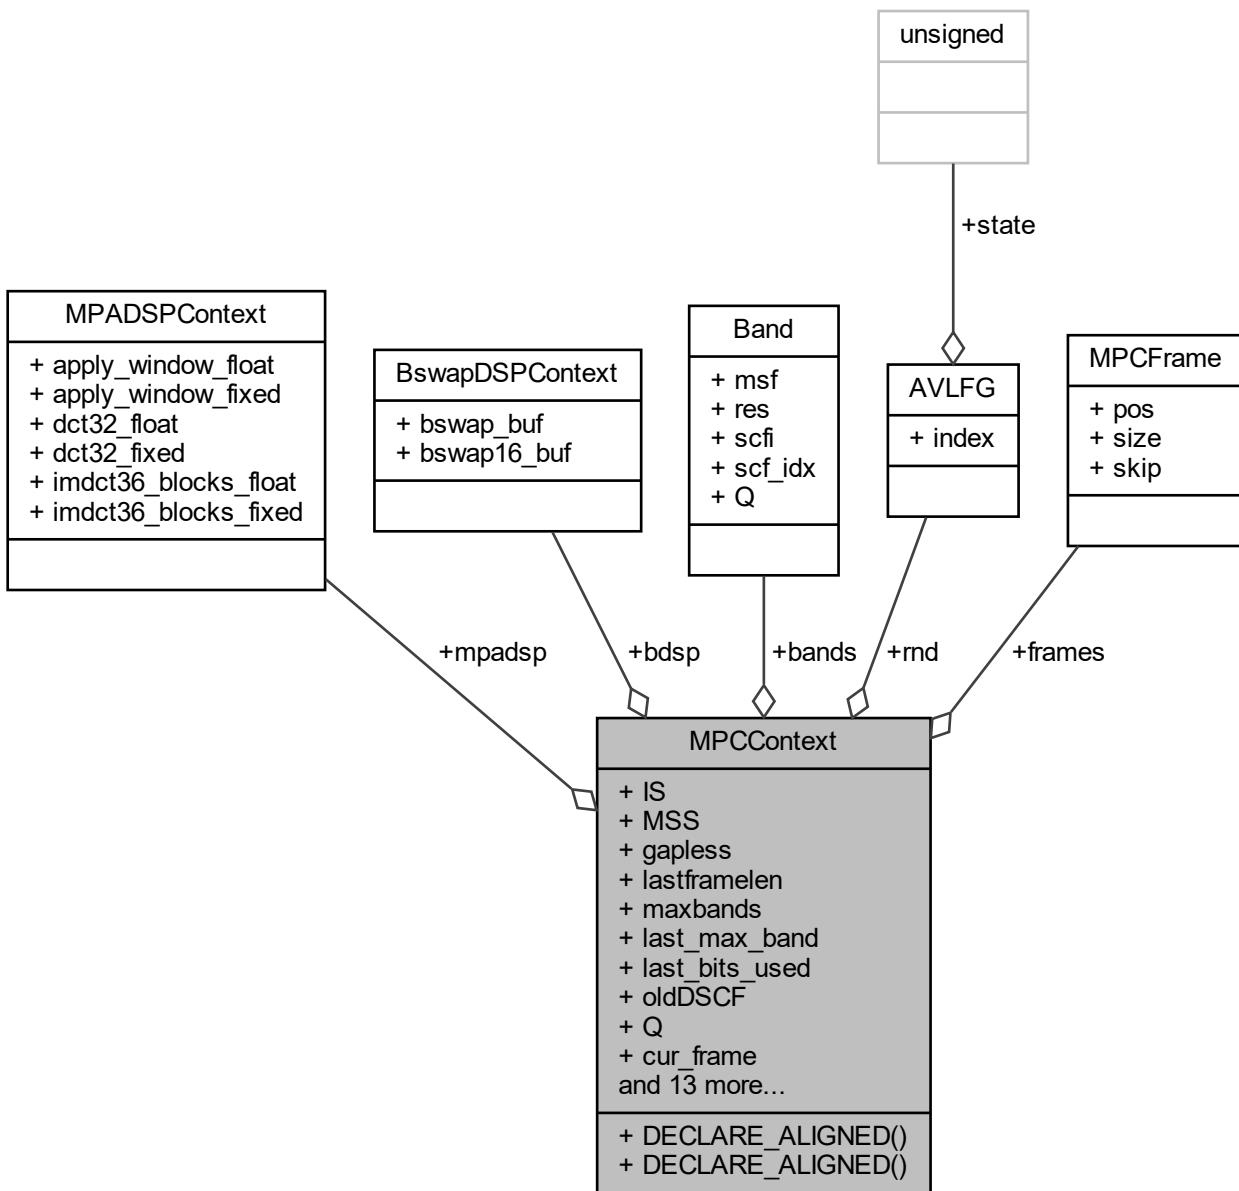 unsigned
+state
MPADSPContext
+ apply_window_float
+ apply_window_fixed
+ dct32_float
+ dct32_fixed
+ imdct36_blocks_float
+ imdct36_blocks_fixed
BswapDSPContext
+ bswap_buf
+ bswap16_buf
Band
+ msf
+ res
+ scfi
+ scf_idx
+ Q
AVLFG
+ index
MPCFrame
+ pos
+ size
+ skip
+mpadsp
+bdsp
+bands
+rnd
+frames
MPCContext
+ IS
+ MSS
+ gapless
+ lastframelen
+ maxbands
+ last_max_band
+ last_bits_used
+ oldDSCF
+ Q
+ cur_frame
and 13 more...
+ DECLARE_ALIGNED()
+ DECLARE_ALIGNED()